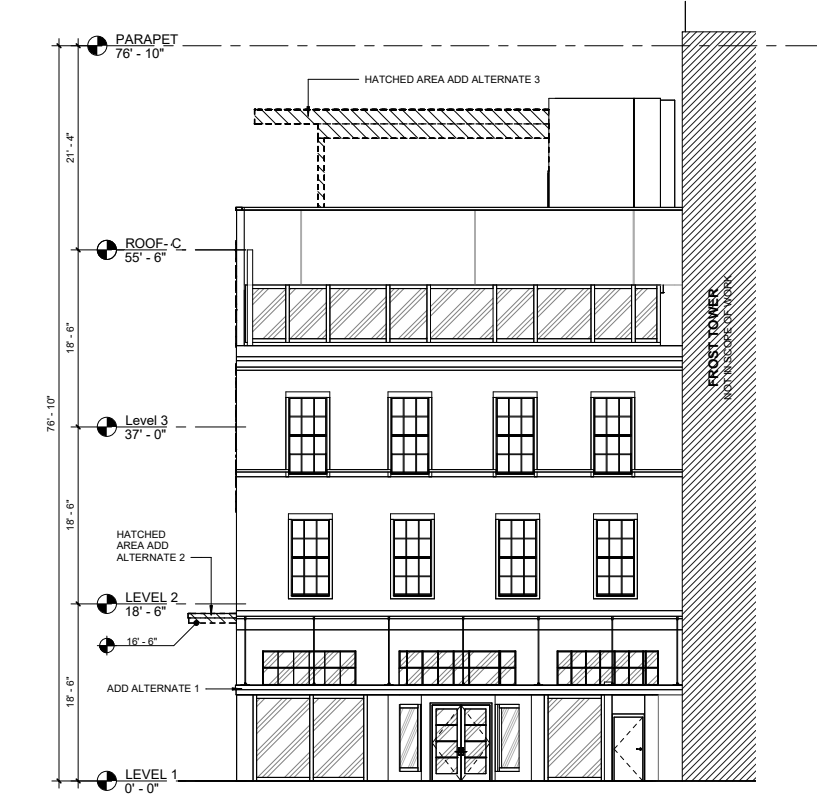 PARAPET
76' - 10"
HATCHED AREA ADD ALTERNATE 3
21' - 4"
ROOF- C
55' - 6"
18' - 6"
FROST TOWER
NOT IN SCOPE OF WORK
76' - 10"
Level 3
37' - 0"
18' - 6"
HATCHED
AREA ADD
ALTERNATE 2
LEVEL 2
18' - 6"
16' - 6"
18' - 6"
ADD ALTERNATE 1
LEVEL 1
0' - 0"